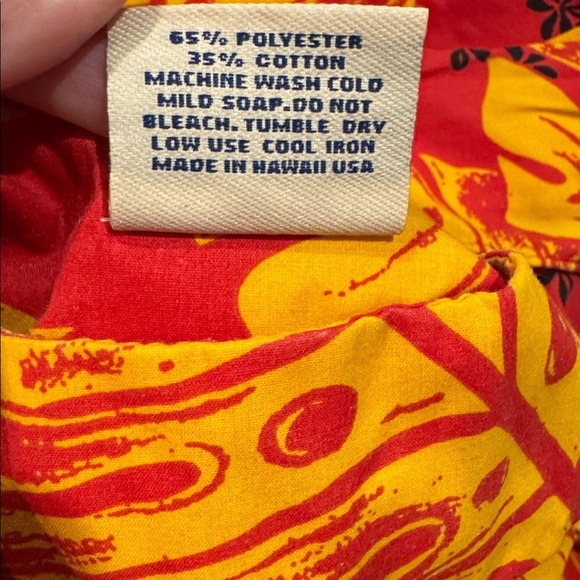 65% POLYESTER
35% COTTON
MACHINE WASH COLD
MILD SOAP.DO NOT
BLEACH. TUMBLE DRY
LOW USE COOL IRON
MADE IN HAWAII USA